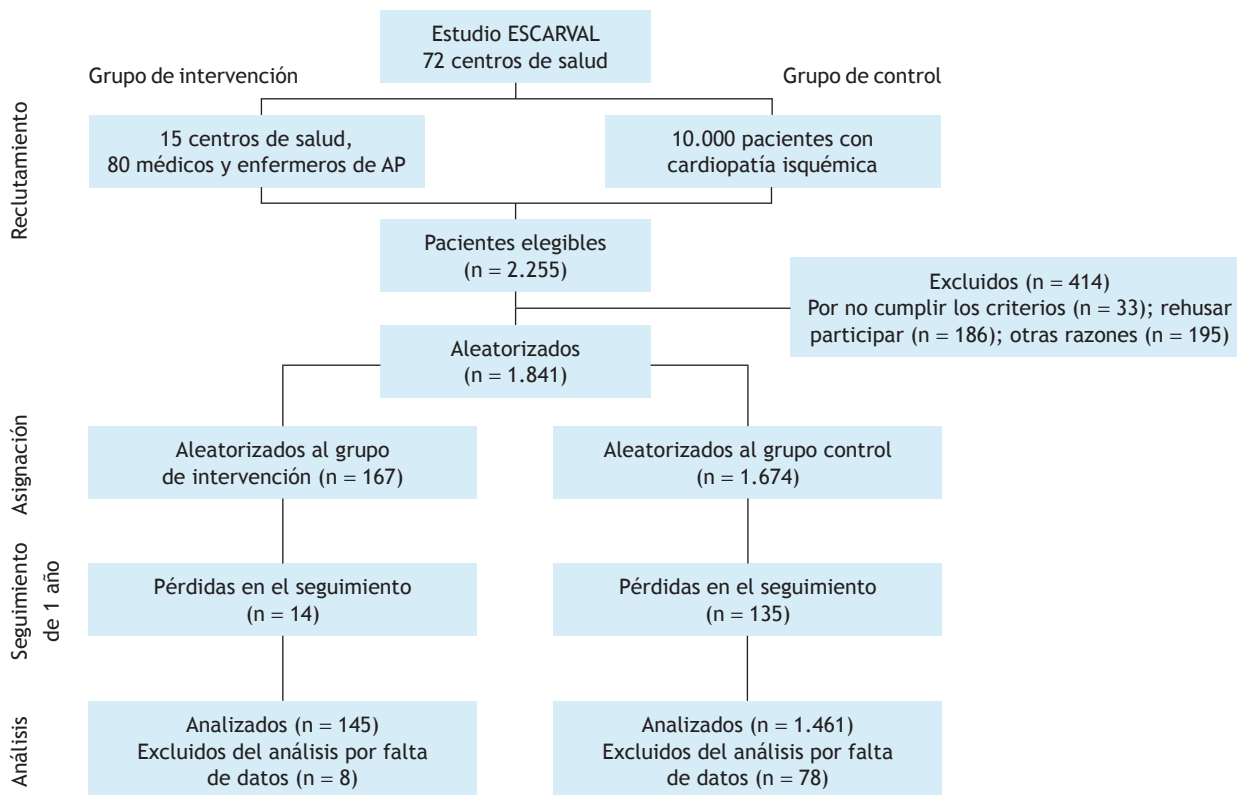 Estudio ESCARVAL
72 centros de salud
Grupo de intervención
Grupo de control
Reclutamiento
15 centros de salud,
80 médicos y enfermeros de AP
10.000 pacientes con
cardiopatía isquémica
Pacientes elegibles
(n = 2.255)
Excluidos (n = 414)
Por no cumplir los criterios (n = 33); rehusar
participar (n = 186); otras razones (n = 195)
Aleatorizados
(n = 1.841)
Asignación
Aleatorizados al grupo
de intervención (n = 167)
Aleatorizados al grupo control
(n = 1.674)
Seguimiento
de 1 año
Pérdidas en el seguimiento
(n = 14)
Pérdidas en el seguimiento
(n = 135)
Análisis
Analizados (n = 145)
Excluidos del análisis por falta
de datos (n = 8)
Analizados (n = 1.461)
Excluidos del análisis por falta
de datos (n = 78)